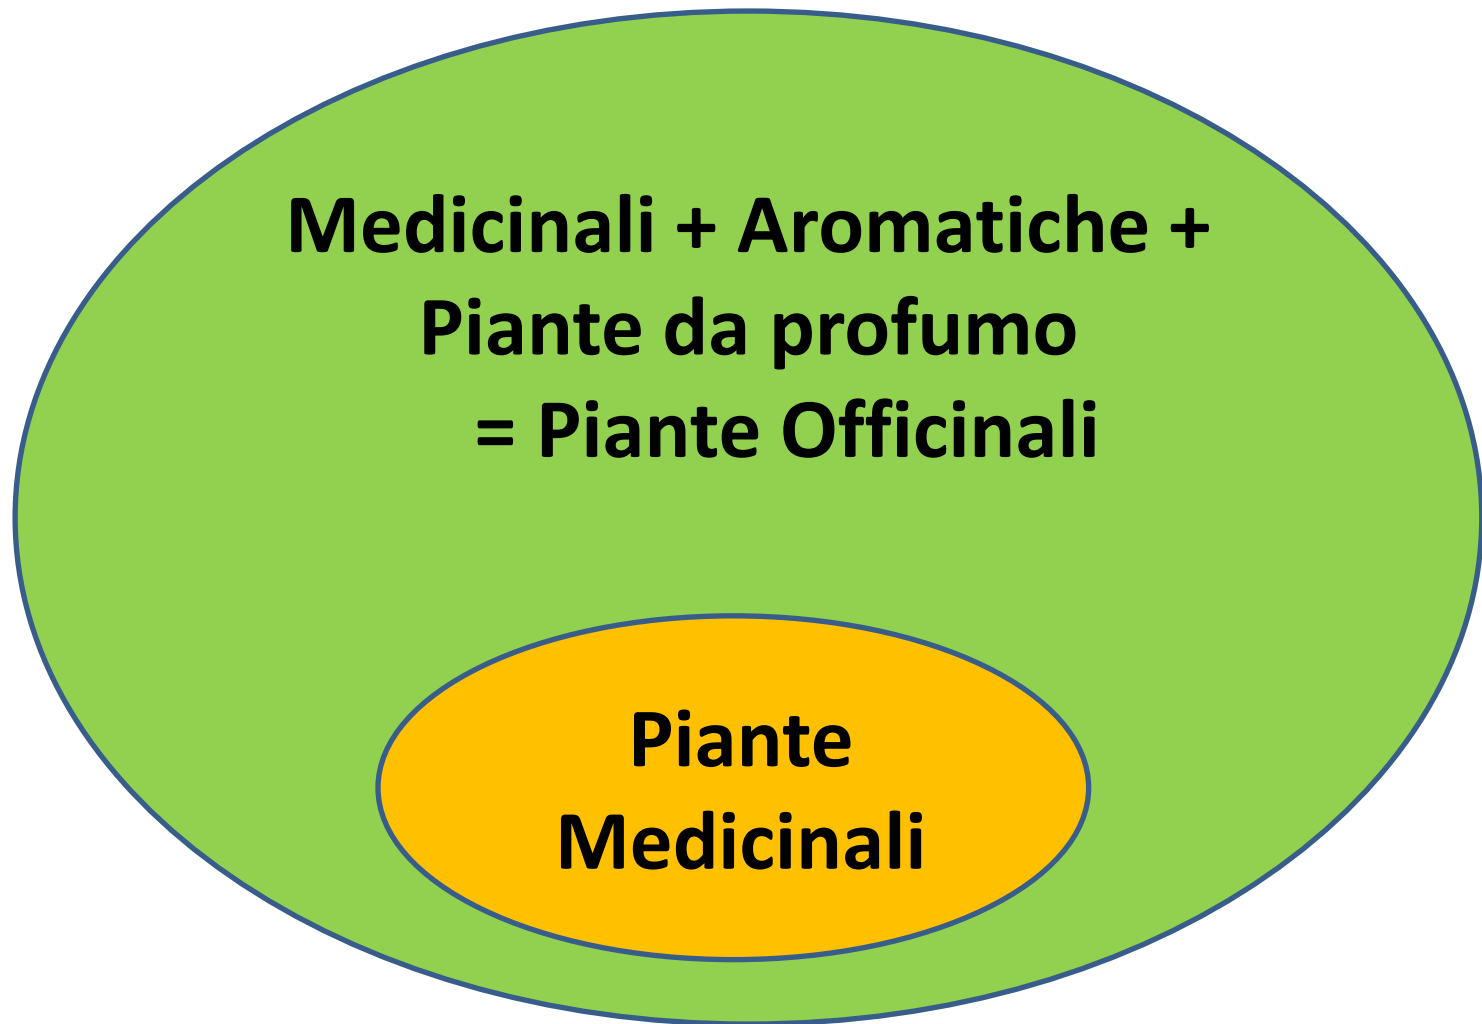 Medicinali + Aromatiche +
Piante da profumo
= Piante Officinali
Piante
Medicinali